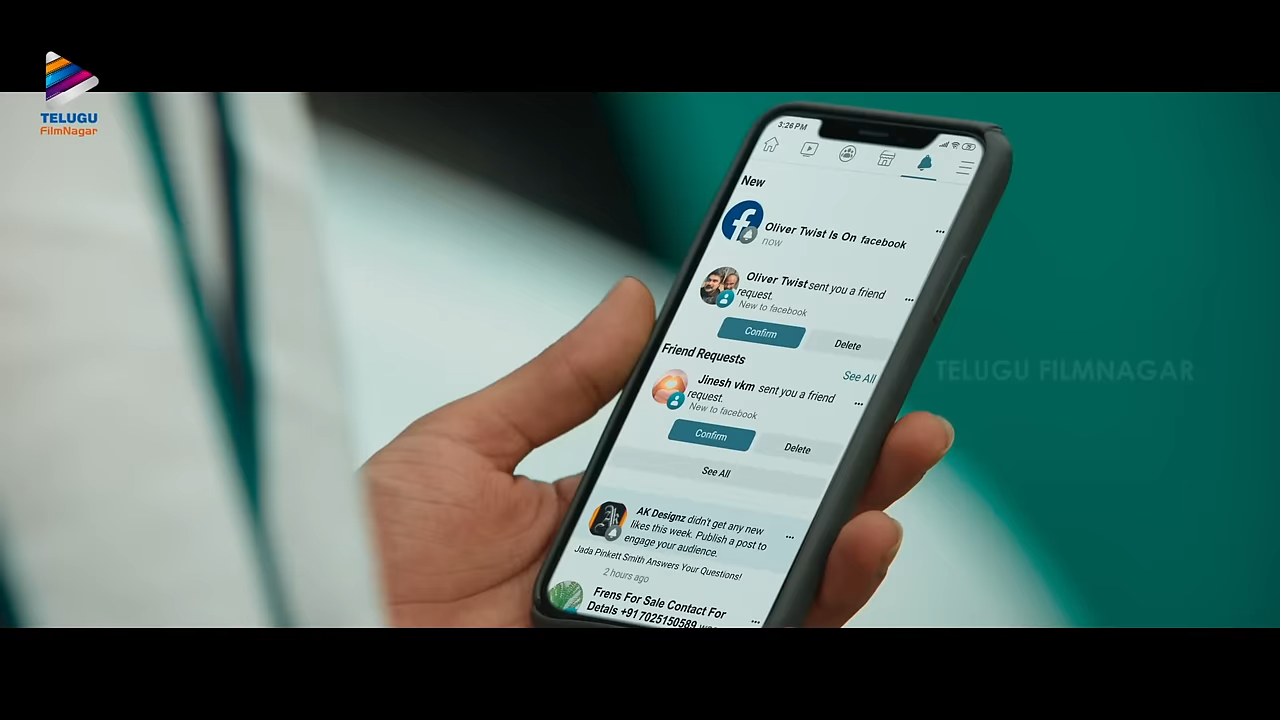 TELUGU
FilmNagar
3:26 PM
New
Oliver Twist Is On facebook
now
Oliver Twist sent you a friend
request.
New to facebook
Confirm
Delete
Friend Requests
See All
Jinesh vkm sent you a friend
request.
New to facebook
Confirm
Delete
See All
AK Designz didn't get any new
likes this week. Publish a post to
engage your audience.
Jada Pinkett Smith Answers Your Questions!
2 hours ago
Frens For Sale Contact For
Detals +917025150589
TELUGU FILMNAGAR